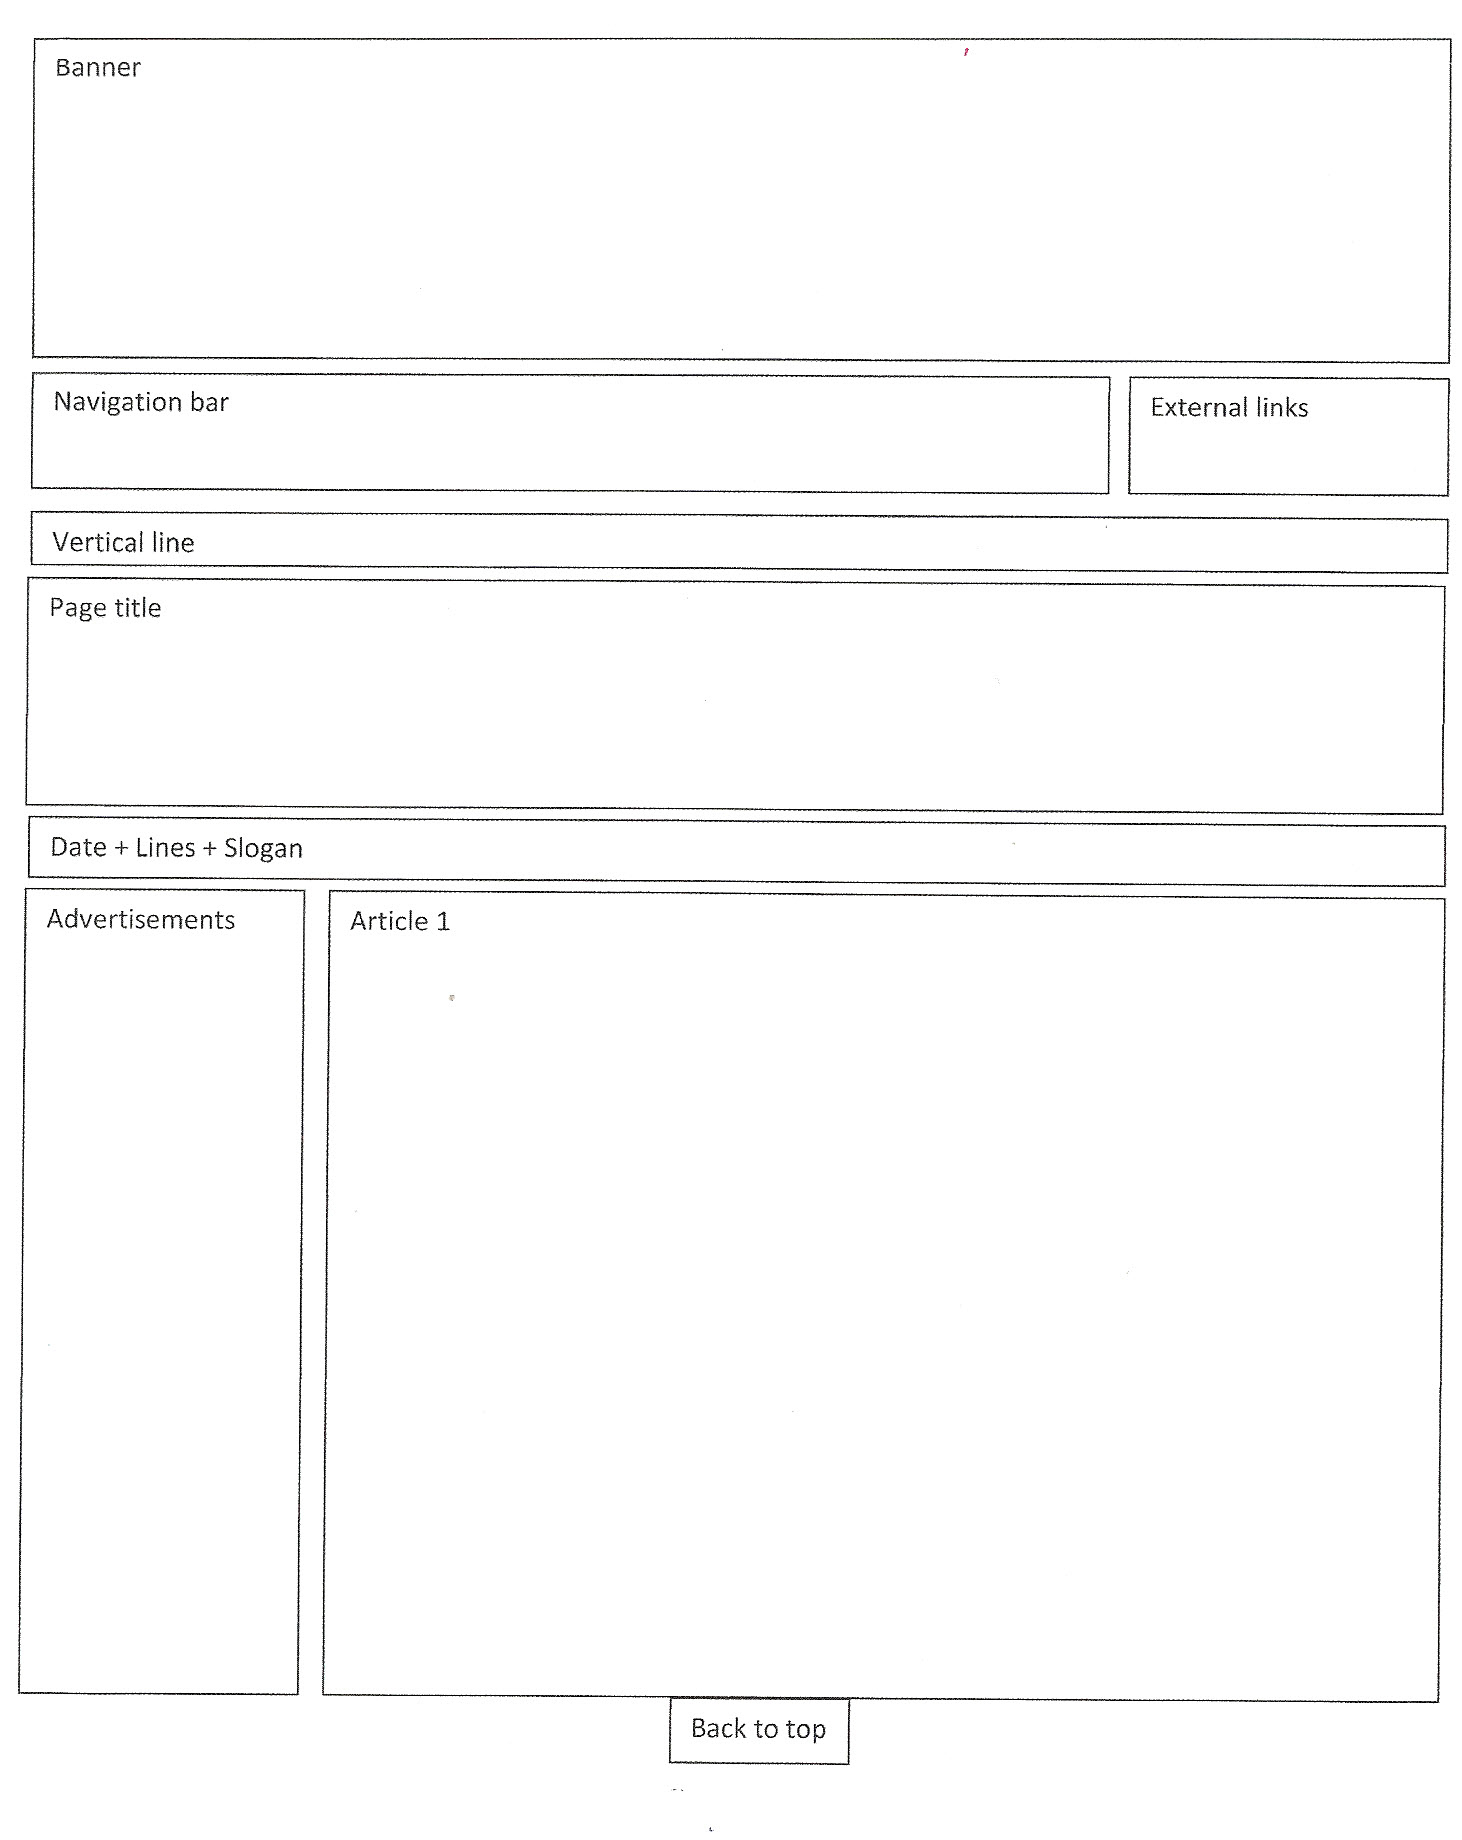 Banner
Navigation bar
External links
Vertical line
Page title
Date + Lines + Slogan
Advertisements
Article 1
Back to top